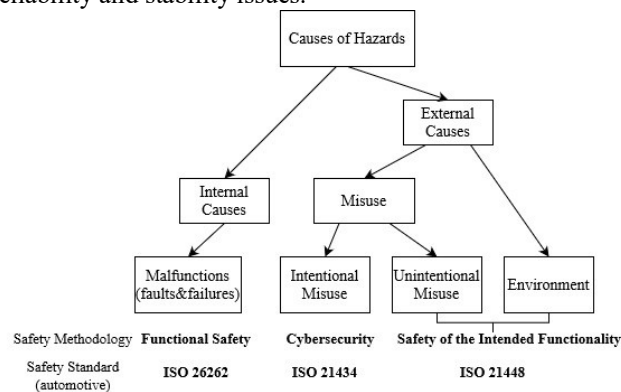 Causes of Hazards
External
Causes
Internal
Causes
Misuse
Malfunctions
(faults&failures)
Intentional
Misuse
Unintentional
Misuse
Environment
Safety Methodology Functional Safety Cybersecurity Safety of the Intended Functionality
Safety Standard
(automotive)
ISO 26262 ISO 21434 ISO 21448